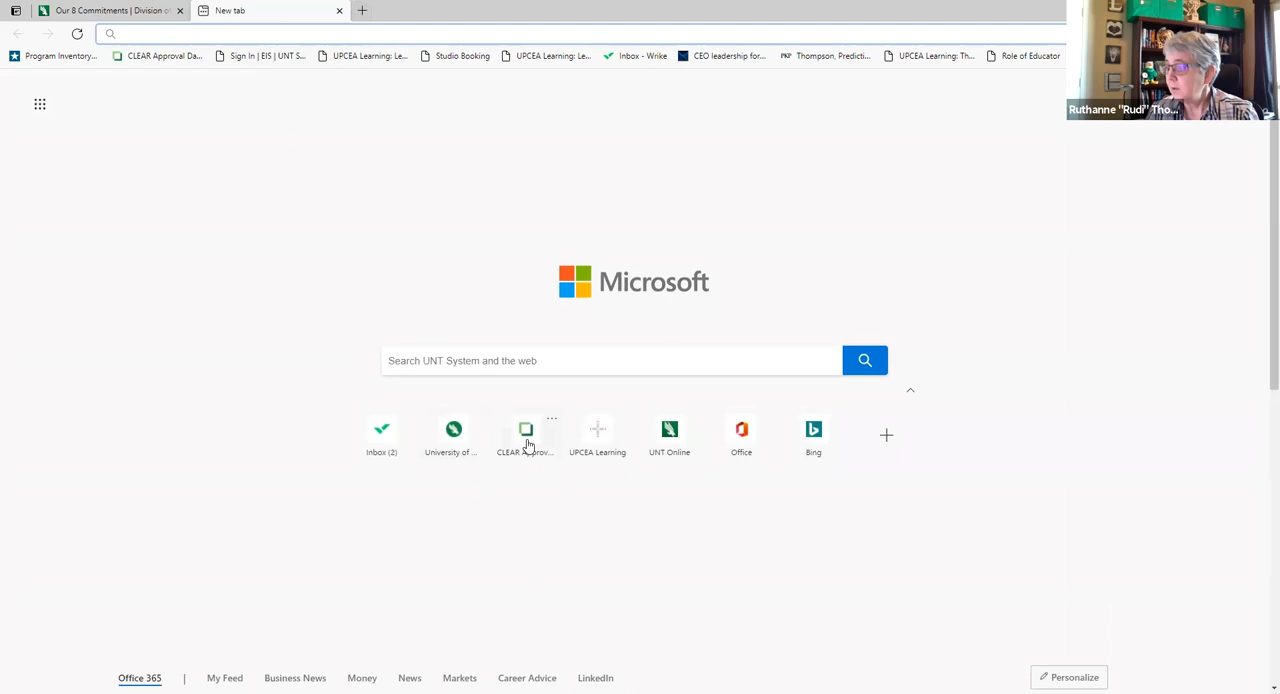 Our 8 Commitments | Division o
New tab
Program Inventory...
CLEAR Approval Da...
Sign In | EIS | UNT S...
UPCEA Learning: Le...
Studio Booking
UPCEA Learning: Le...
Inbox - Wrike
CEO leadership for...
PKP Thompson, Predicti...
UPCEA Learning: Th...
Role of Educator
Ruthanne "Rudi" Tho...
Microsoft
Search UNT System and the web
Inbox (2)
University of ...
CLEAR Approv...
UPCEA Learning
UNT Online
Office
Bing
Office 365 | My Feed Business News Money News Markets Career Advice LinkedIn
Personalize